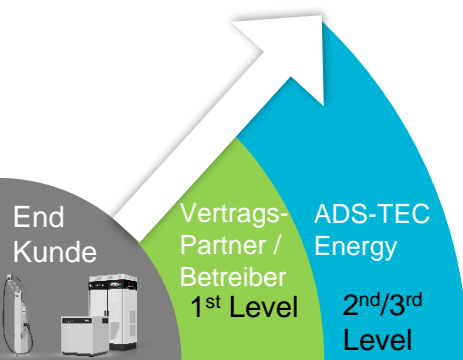 End
Kunde
Vertrags-
Partner /
Betreiber
1st Level
ADS-TEC
Energy
2nd/3rd
Level